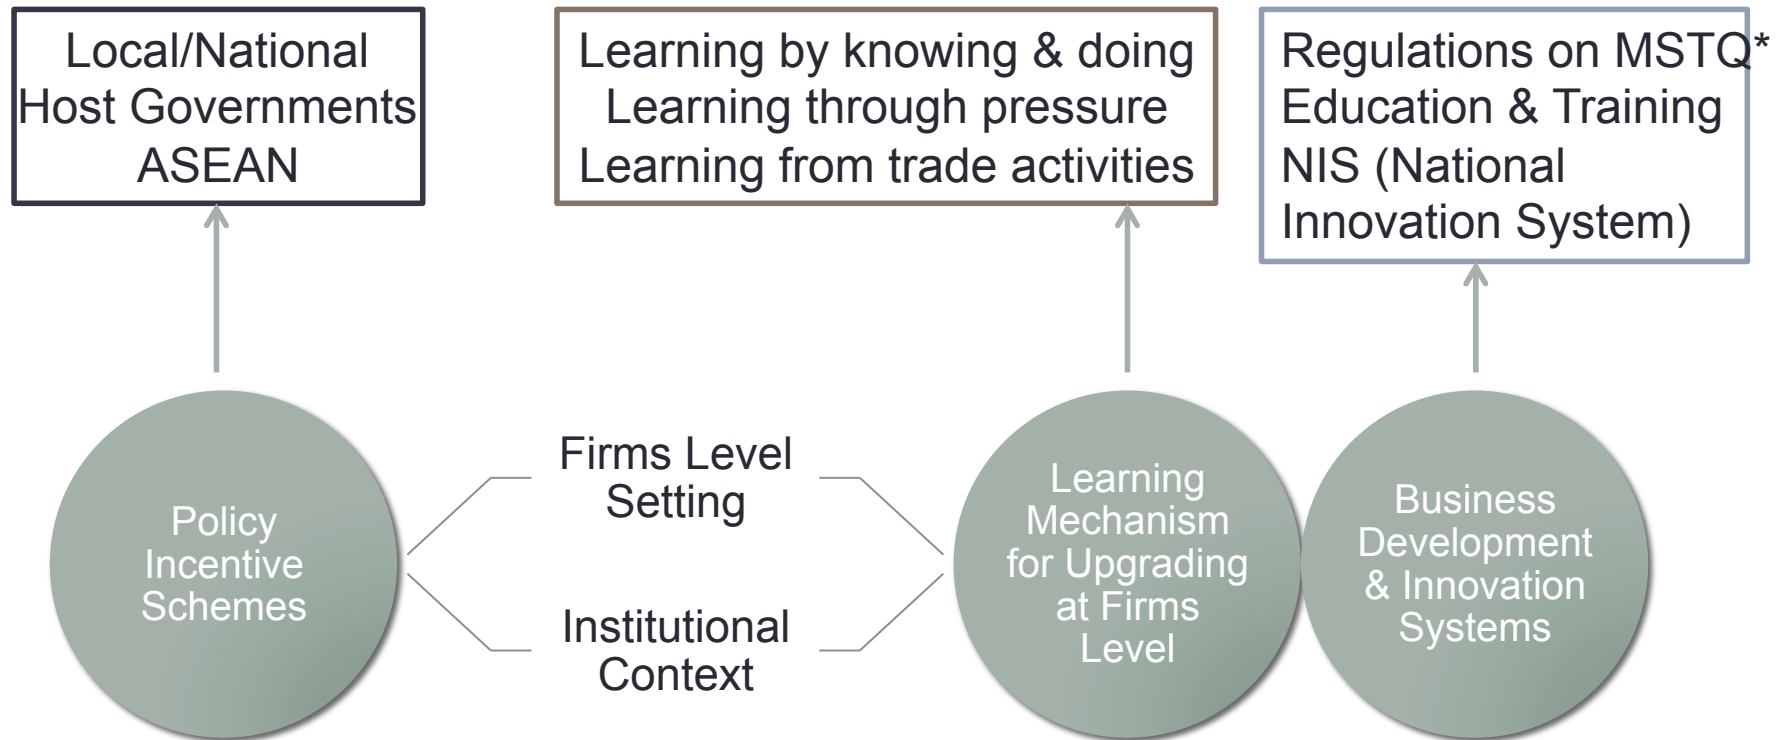 Local/National
Host Governments
ASEAN
Learning by knowing & doing
Learning through pressure
Learning from trade activities
Regulations on MSTQ*
Education & Training
NIS (National
Innovation System)
Policy
Incentive
Schemes
Firms Level
Setting
Institutional
Context
Learning
Mechanism
for Upgrading
at Firms
Level
Business
Development
& Innovation
Systems